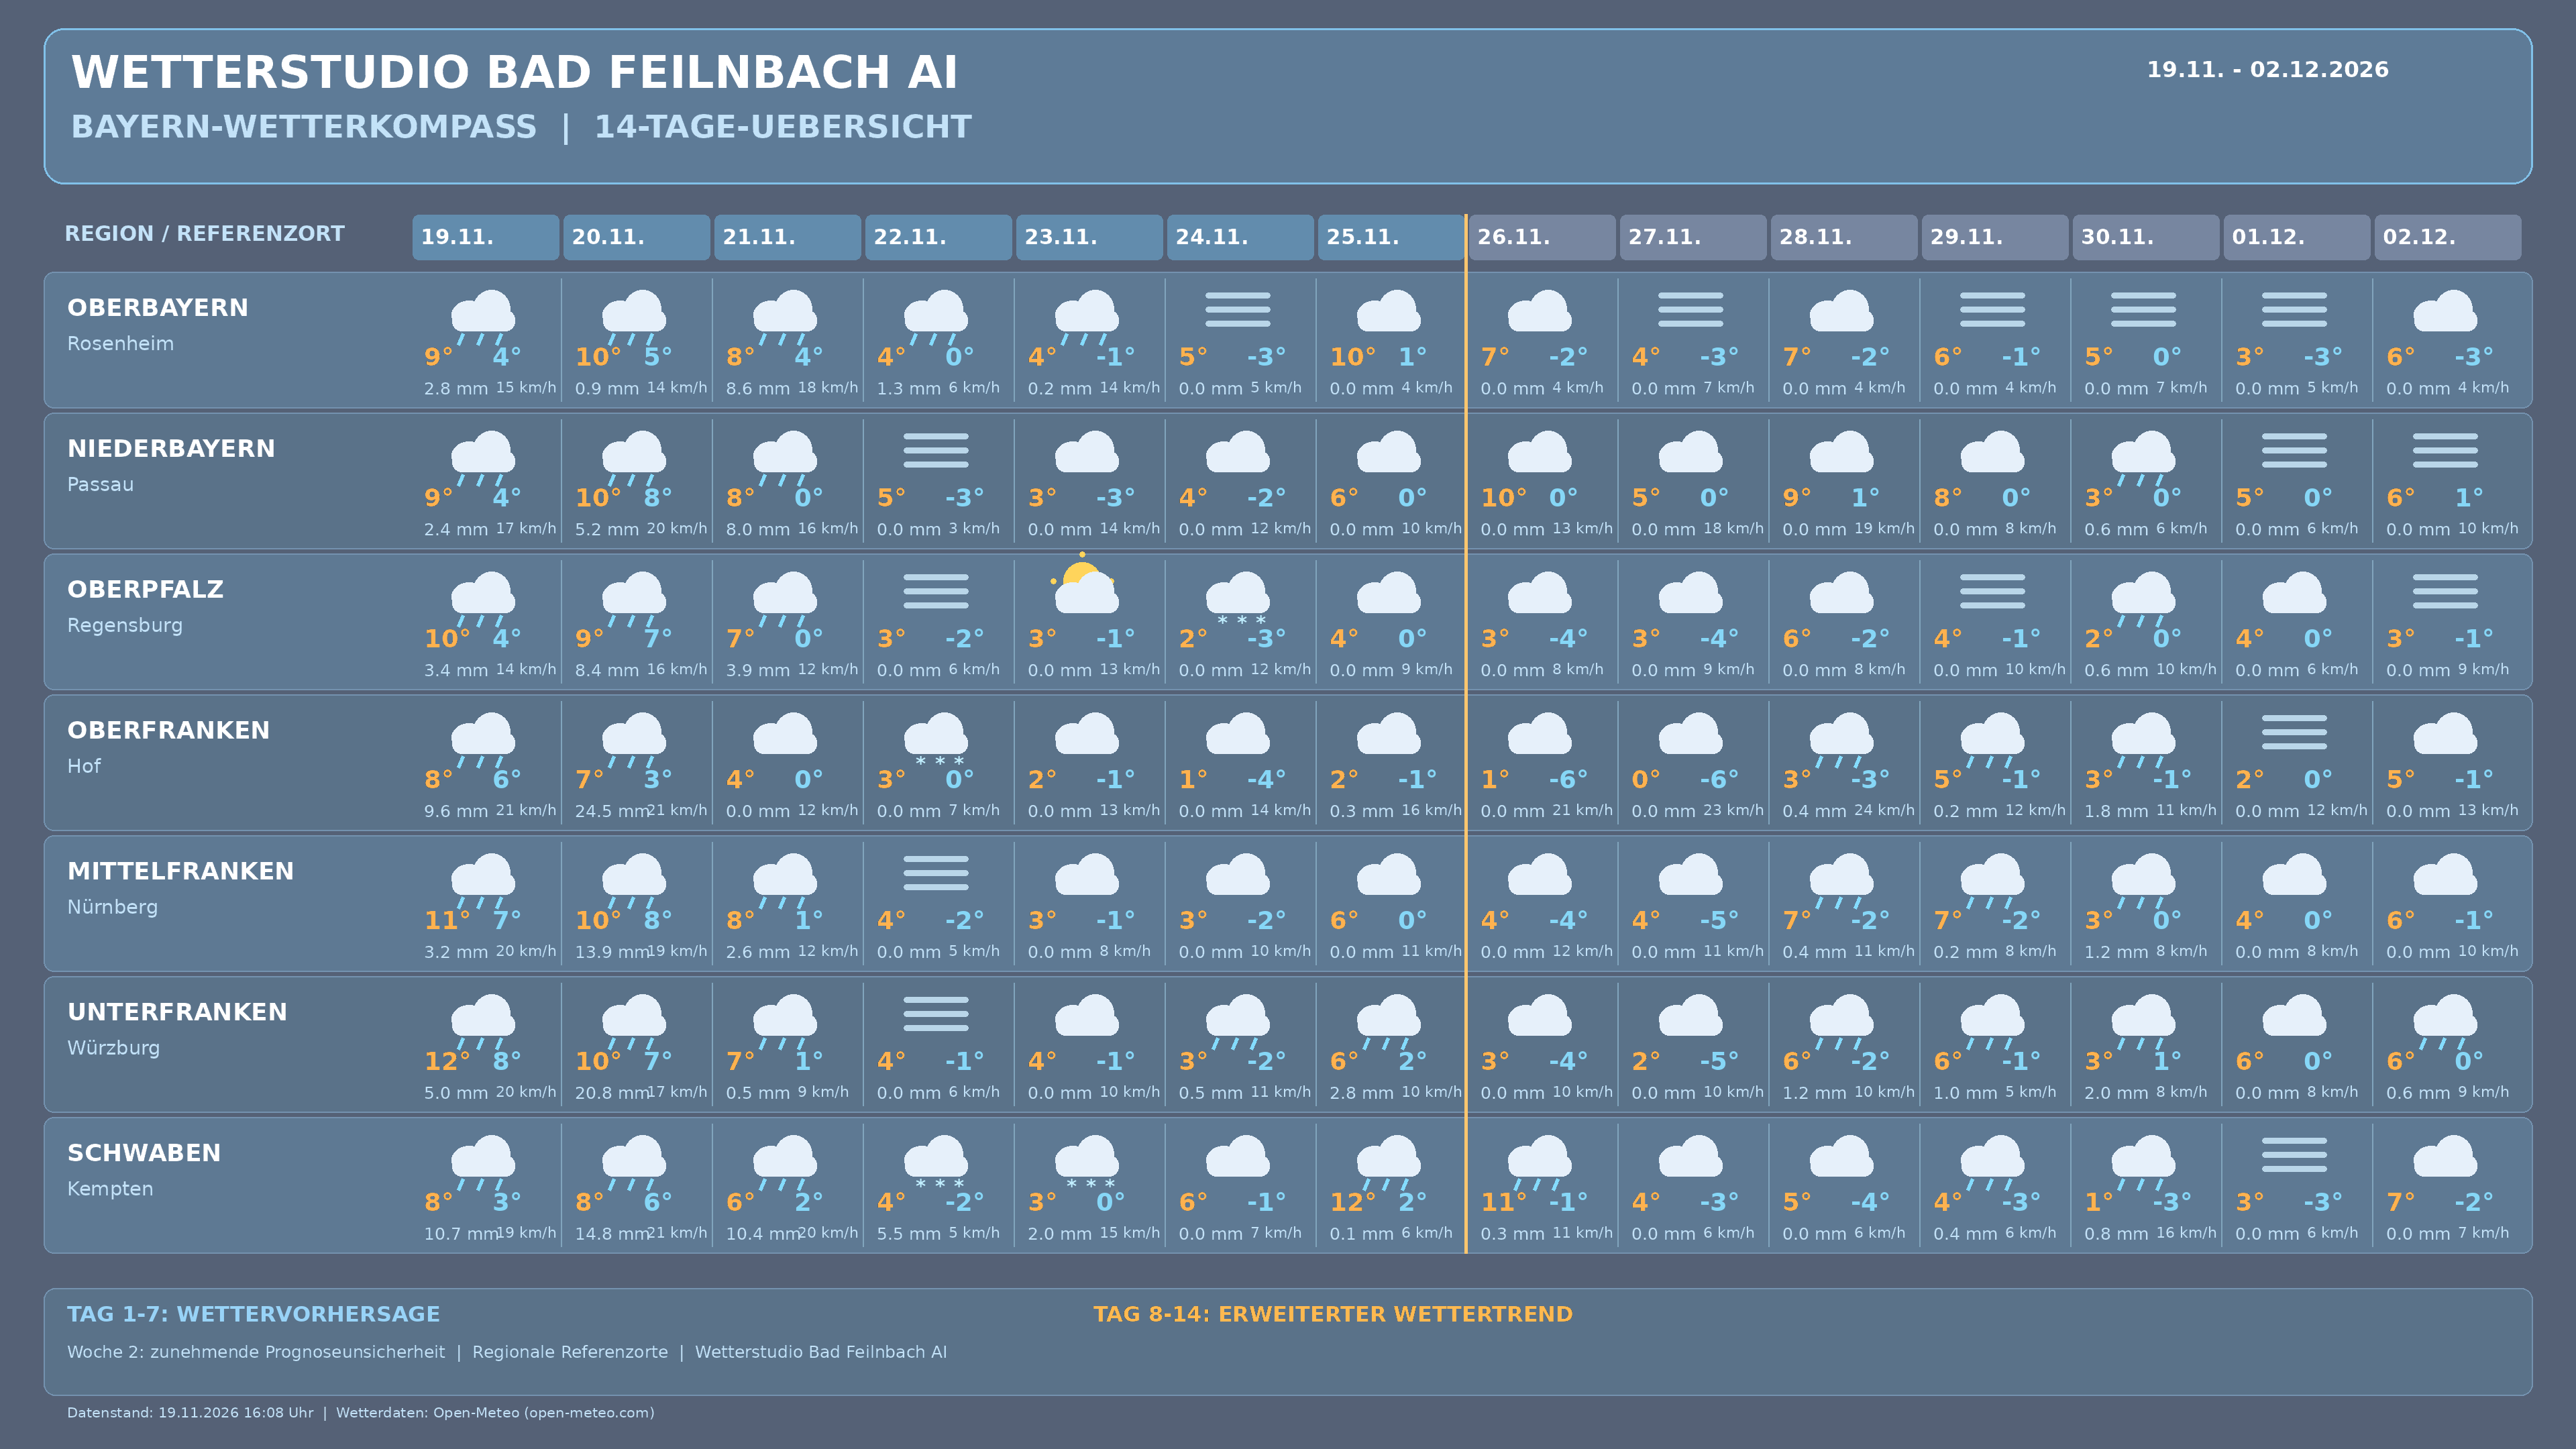 WETTERSTUDIO BAD FEILNBACH AI
19.11. - 02.12.2026
BAYERN-WETTERKOMPASS | 14-TAGE-UEBERSICHT
REGION / REFERENZORT 19.11. 20.11. 21.11. 22.11. 23.11. 24.11. 25.11. 26.11. 27.11. 28.11. 29.11. 30.11. 01.12. 02.12.
OBERBAYERN
Rosenheim
9° 4° 10° 5° 8° 4° 4° 0° 4° -1° 5° -3° 10° 1° 7° -2° 4° -3° 7° -2° 6° -1° 5° 0° 3° -3° 6° -3°
2.8 mm 15 km/h 0.9 mm 14 km/h 8.6 mm 18 km/h 1.3 mm 6 km/h 0.2 mm 14 km/h 0.0 mm 5 km/h 0.0 mm 4 km/h 0.0 mm 4 km/h 0.0 mm 7 km/h 0.0 mm 4 km/h 0.0 mm 4 km/h 0.0 mm 7 km/h 0.0 mm 5 km/h 0.0 mm 4 km/h
NIEDERBAYERN
Passau
9° 4° 10° 8° 8° 0° 5° -3° 3° -3° 4° -2° 6° 0° 10° 0° 5° 0° 9° 1° 8° 0° 3° 0° 5° 0° 6° 1°
2.4 mm 17 km/h 5.2 mm 20 km/h 8.0 mm 16 km/h 0.0 mm 3 km/h 0.0 mm 14 km/h 0.0 mm 12 km/h 0.0 mm 10 km/h 0.0 mm 13 km/h 0.0 mm 18 km/h 0.0 mm 19 km/h 0.0 mm 8 km/h 0.6 mm 6 km/h 0.0 mm 6 km/h 0.0 mm 10 km/h
OBERPFALZ
Regensburg
10° 4° 9° 7° 7° 0° 3° -2° 3° -1° 2° -3° 4° 0° 3° -4° 3° -4° 6° -2° 4° -1° 2° 0° 4° 0° 3° -1°
3.4 mm 14 km/h 8.4 mm 16 km/h 3.9 mm 12 km/h 0.0 mm 6 km/h 0.0 mm 13 km/h 0.0 mm 12 km/h 0.0 mm 9 km/h 0.0 mm 8 km/h 0.0 mm 9 km/h 0.0 mm 8 km/h 0.0 mm 10 km/h 0.6 mm 10 km/h 0.0 mm 6 km/h 0.0 mm 9 km/h
OBERFRANKEN
Hof
8° 6° 7° 3° 4° 0° 3° 0° 2° -1° 1° -4° 2° -1° 1° -6° 0° -6° 3° -3° 5° -1° 3° -1° 2° 0° 5° -1°
9.6 mm 21 km/h 24.5 mm 21 km/h 0.0 mm 12 km/h 0.0 mm 7 km/h 0.0 mm 13 km/h 0.0 mm 14 km/h 0.3 mm 16 km/h 0.0 mm 21 km/h 0.0 mm 23 km/h 0.4 mm 24 km/h 0.2 mm 12 km/h 1.8 mm 11 km/h 0.0 mm 12 km/h 0.0 mm 13 km/h
MITTELFRANKEN
Nürnberg
11° 7° 10° 8° 8° 1° 4° -2° 3° -1° 3° -2° 6° 0° 4° -4° 4° -5° 7° -2° 7° -2° 3° 0° 4° 0° 6° -1°
3.2 mm 20 km/h 13.9 mm 19 km/h 2.6 mm 12 km/h 0.0 mm 5 km/h 0.0 mm 8 km/h 0.0 mm 10 km/h 0.0 mm 11 km/h 0.0 mm 12 km/h 0.0 mm 11 km/h 0.4 mm 11 km/h 0.2 mm 8 km/h 1.2 mm 8 km/h 0.0 mm 8 km/h 0.0 mm 10 km/h
UNTERFRANKEN
Würzburg
12° 8° 10° 7° 7° 1° 4° -1° 4° -1° 3° -2° 6° 2° 3° -4° 2° -5° 6° -2° 6° -1° 3° 1° 6° 0° 6° 0°
5.0 mm 20 km/h 20.8 mm 17 km/h 0.5 mm 9 km/h 0.0 mm 6 km/h 0.0 mm 10 km/h 0.5 mm 11 km/h 2.8 mm 10 km/h 0.0 mm 10 km/h 0.0 mm 10 km/h 1.2 mm 10 km/h 1.0 mm 5 km/h 2.0 mm 8 km/h 0.0 mm 8 km/h 0.6 mm 9 km/h
SCHWABEN
Kempten
8° 3° 8° 6° 6° 2° 4° -2° 3° 0° 6° -1° 12° 2° 11° -1° 4° -3° 5° -4° 4° -3° 1° -3° 3° -3° 7° -2°
10.7 mm 19 km/h 14.8 mm 21 km/h 10.4 mm 20 km/h 5.5 mm 5 km/h 2.0 mm 15 km/h 0.0 mm 7 km/h 0.1 mm 6 km/h 0.3 mm 11 km/h 0.0 mm 6 km/h 0.0 mm 6 km/h 0.4 mm 6 km/h 0.8 mm 16 km/h 0.0 mm 6 km/h 0.0 mm 7 km/h
TAG 1-7: WETTERVORHERSAGE TAG 8-14: ERWEITERTER WETTERTREND
Woche 2: zunehmende Prognoseunsicherheit | Regionale Referenzorte | Wetterstudio Bad Feilnbach AI
Datenstand: 19.11.2026 16:08 Uhr | Wetterdaten: Open-Meteo (open-meteo.com)